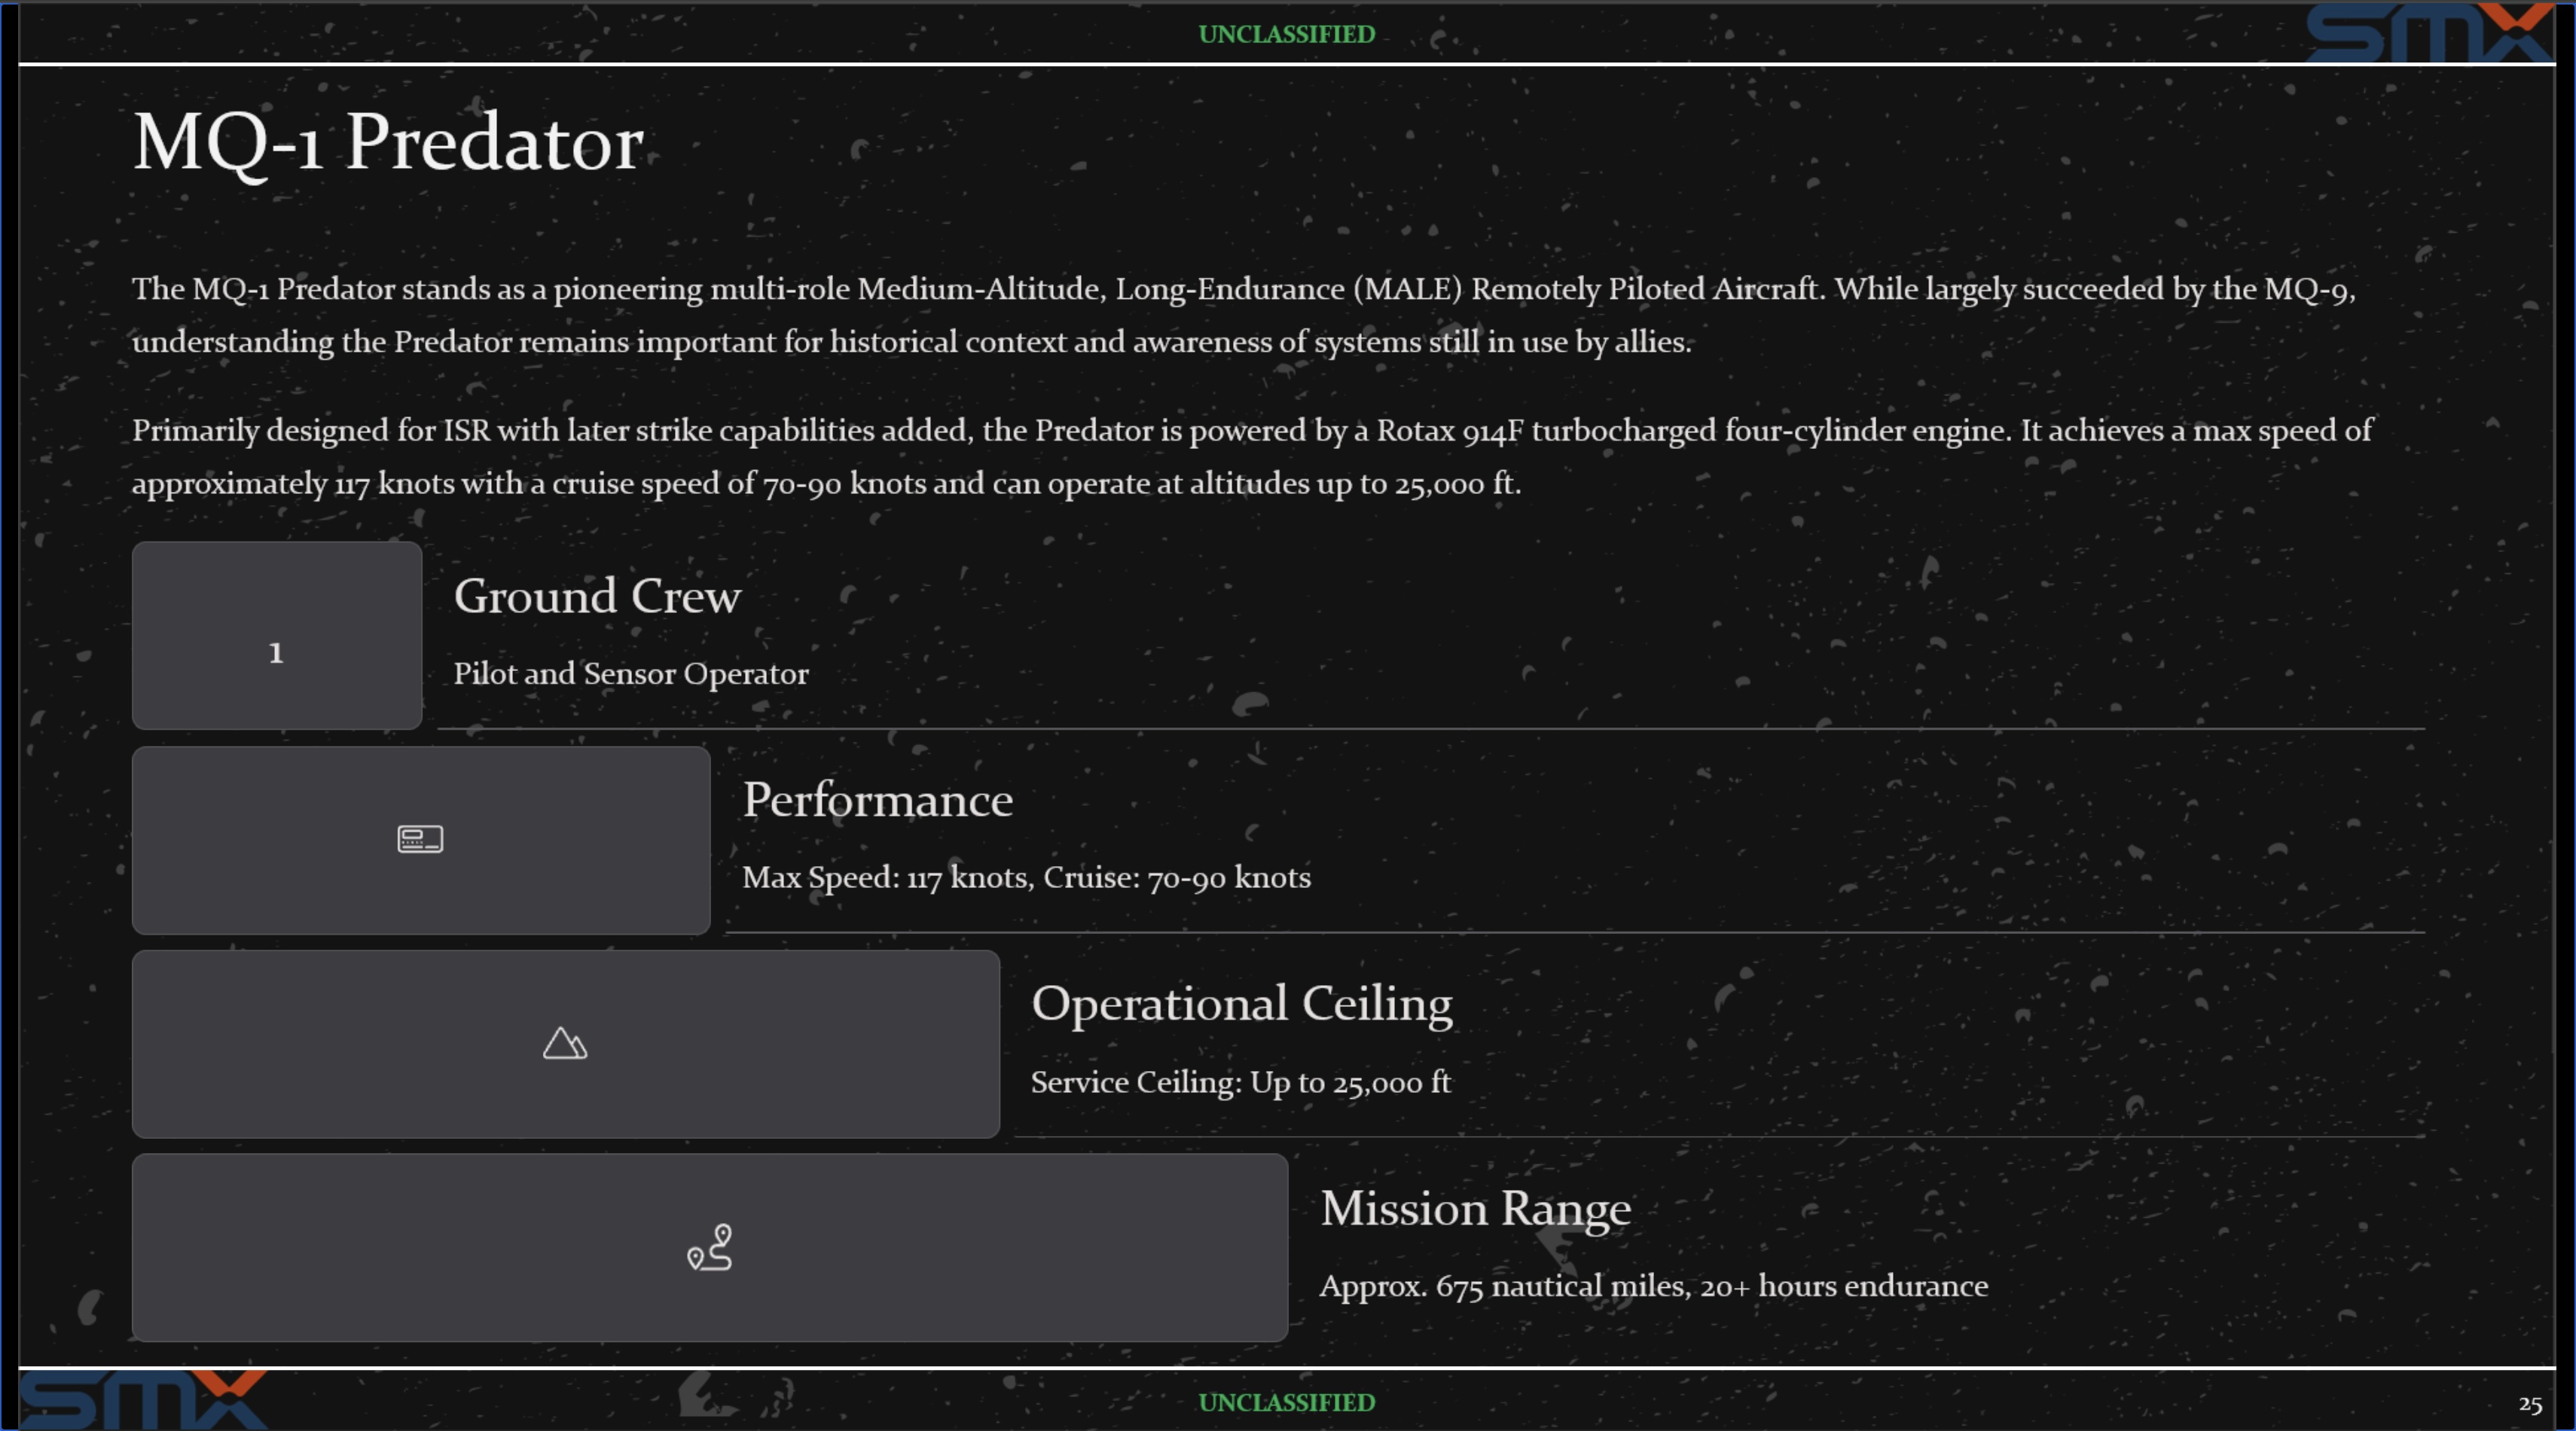 UNCLASSIFIED
SMX
MQ-1 Predator
The MQ-1 Predator stands as a pioneering multi-role Medium-Altitude, Long-Endurance (MALE) Remotely Piloted Aircraft. While largely succeeded by the MQ-9,
understanding the Predator remains important for historical context and awareness of systems still in use by allies.
Primarily designed for ISR with later strike capabilities added, the Predator is powered by a Rotax 914F turbocharged four-cylinder engine. It achieves a max speed of
approximately 117 knots with a cruise speed of 70-90 knots and can operate at altitudes up to 25,000 ft.
1
Ground Crew
Pilot and Sensor Operator
Performance
Max Speed: 117 knots, Cruise: 70-90 knots
Operational Ceiling
Service Ceiling: Up to 25,000 ft
Mission Range
Approx. 675 nautical miles, 20+ hours endurance
SMX
UNCLASSIFIED
25